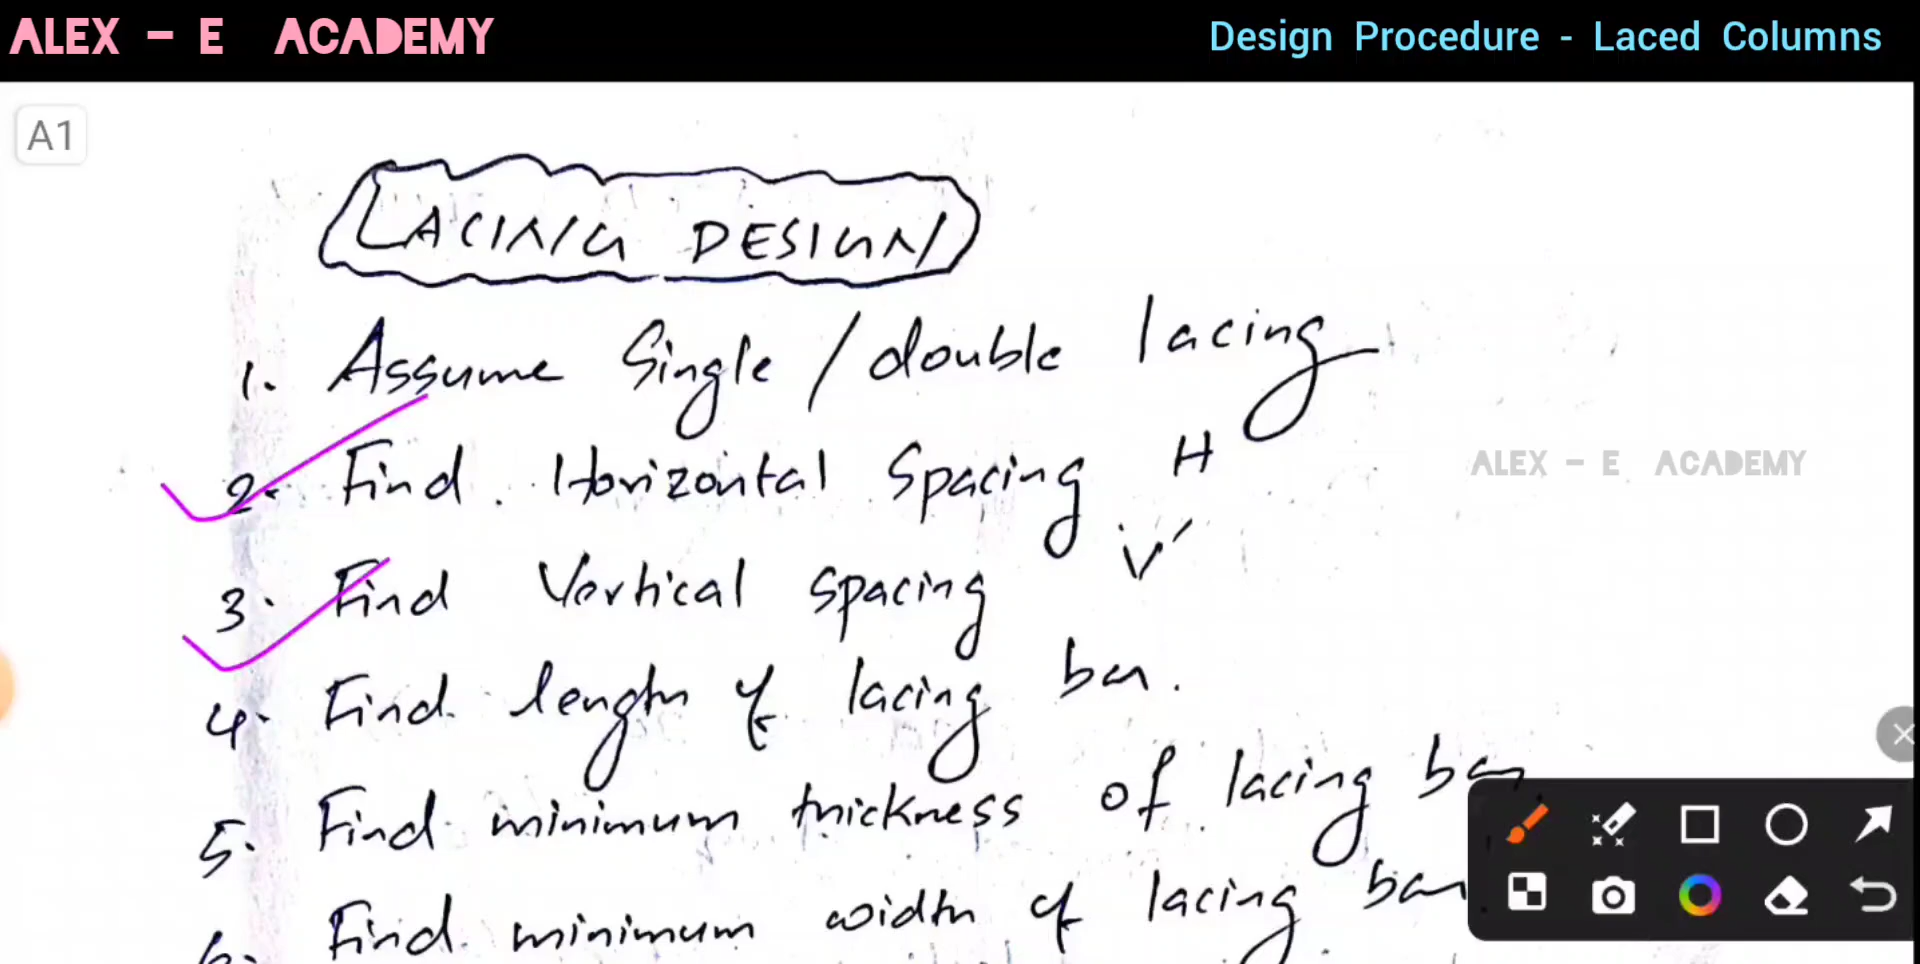 ALEX - E ACADEMY
Design Procedure - Laced Columns
A1
LACING DESIGN
1. Assume Single / double lacing
2. Find Horizontal Spacing H
3. Find Vertical spacing V
4. Find length of lacing bar.
5. Find minimum thickness of lacing bar
6. Find minimum width of lacing bar
ALEX - E ACADEMY